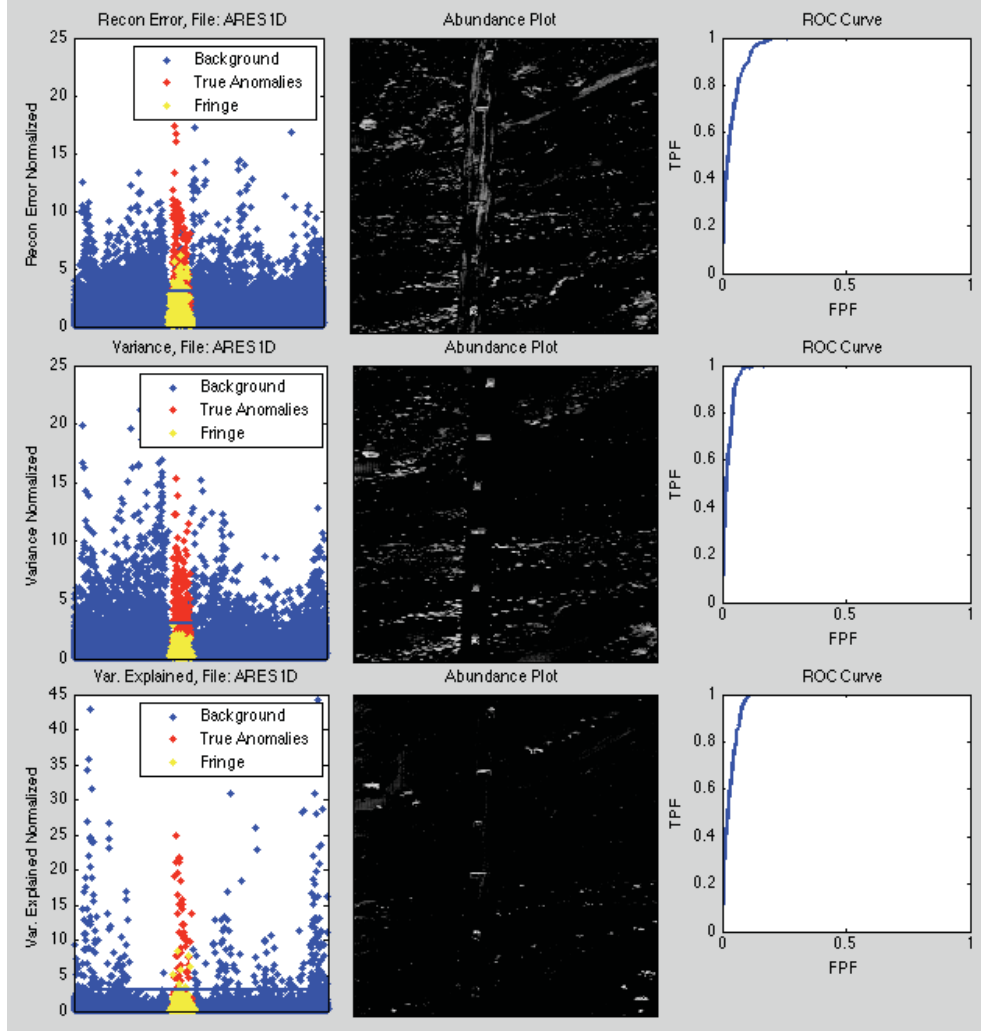 Recon Error, File: ARES1D
25
20
15
10
5
0
Recon Error Normalized
Background
True Anomalies
Fringe
Abundance Plot
ROC Curve
1
0.8
0.6
0.4
0.2
0
TPF
0
0.5
1
FPF
Variance, File: ARES1D
25
20
15
10
5
0
Variance Normalized
Background
True Anomalies
Fringe
Abundance Plot
ROC Curve
1
0.8
0.6
0.4
0.2
0
TPF
0
0.5
1
FPF
Var. Explained, File: ARES1D
45
40
35
30
25
20
15
10
5
0
Var. Explained Normalized
Background
True Anomalies
Fringe
Abundance Plot
ROC Curve
1
0.8
0.6
0.4
0.2
0
TPF
0
0.5
1
FPF